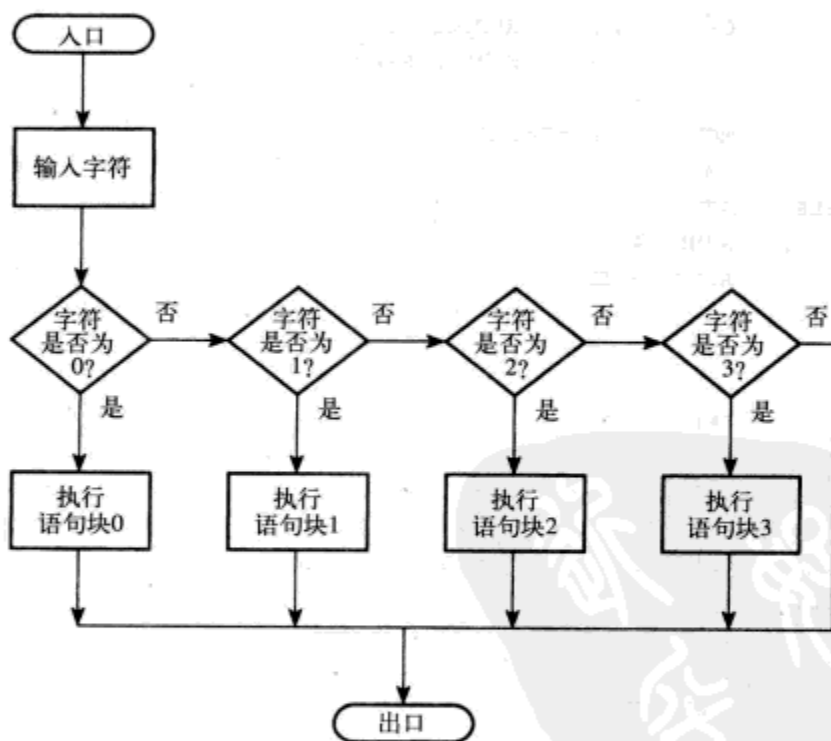 入口
输入字符
字符
是否为
0?
否
字符
是否为
1?
否
字符
是否为
2?
否
字符
是否为
3?
否
是
是
是
是
执行
语句块0
执行
语句块1
执行
语句块2
执行
语句块3
出口